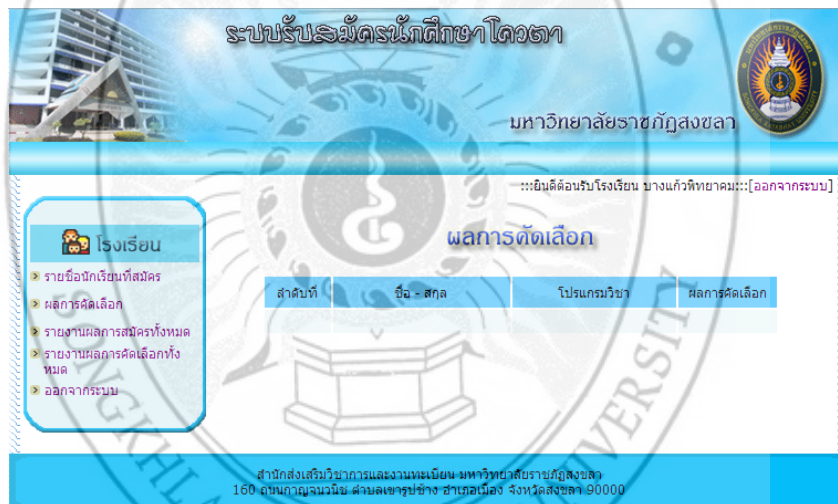 ระบบรับสมัครนักศึกษาโควตา
มหาวิทยาลัยราชภัฏสงขลา
:::ยินดีต้อนรับโรงเรียน บางแก้วพิทยาคม:::[ออกจากระบบ]
โรงเรียน
รายชื่อนักเรียนที่สมัคร
ผลการคัดเลือก
รายงานผลการสมัครทั้งหมด
รายงานผลการคัดเลือกทั้ง
หมด
ออกจากระบบ
ผลการคัดเลือก
ลำดับที่ ชื่อ - สกุล โปรแกรมวิชา ผลการคัดเลือก
สำนักส่งเสริมวิชาการและงานทะเบียน มหาวิทยาลัยราชภัฏสงขลา
160 ถนนกาญจนวนิช ตำบลเขารูปช้าง อำเภอเมือง จังหวัดสงขลา 90000